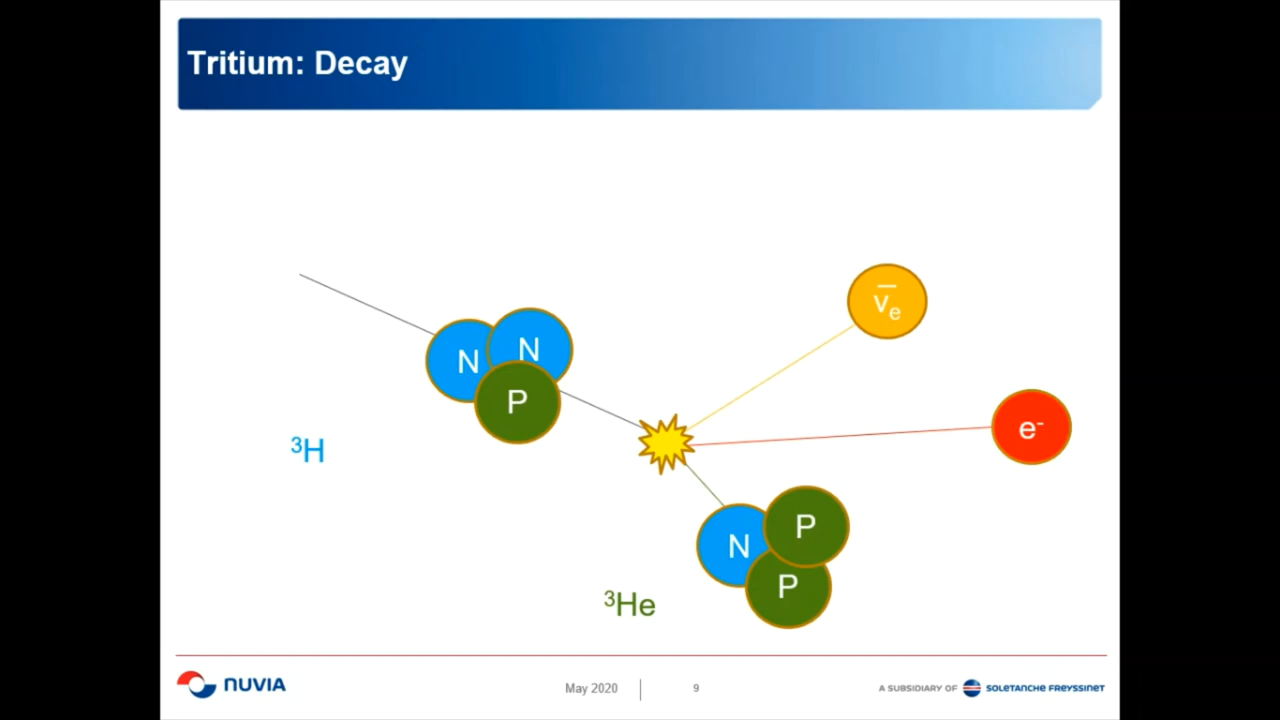 Tritium: Decay
N
N
P
³H
v̅ₑ
e⁻
N
P
P
³He
NUVIA
May 2020
9
A SUBSIDIARY OF SOLETANCHE FREYSSINET